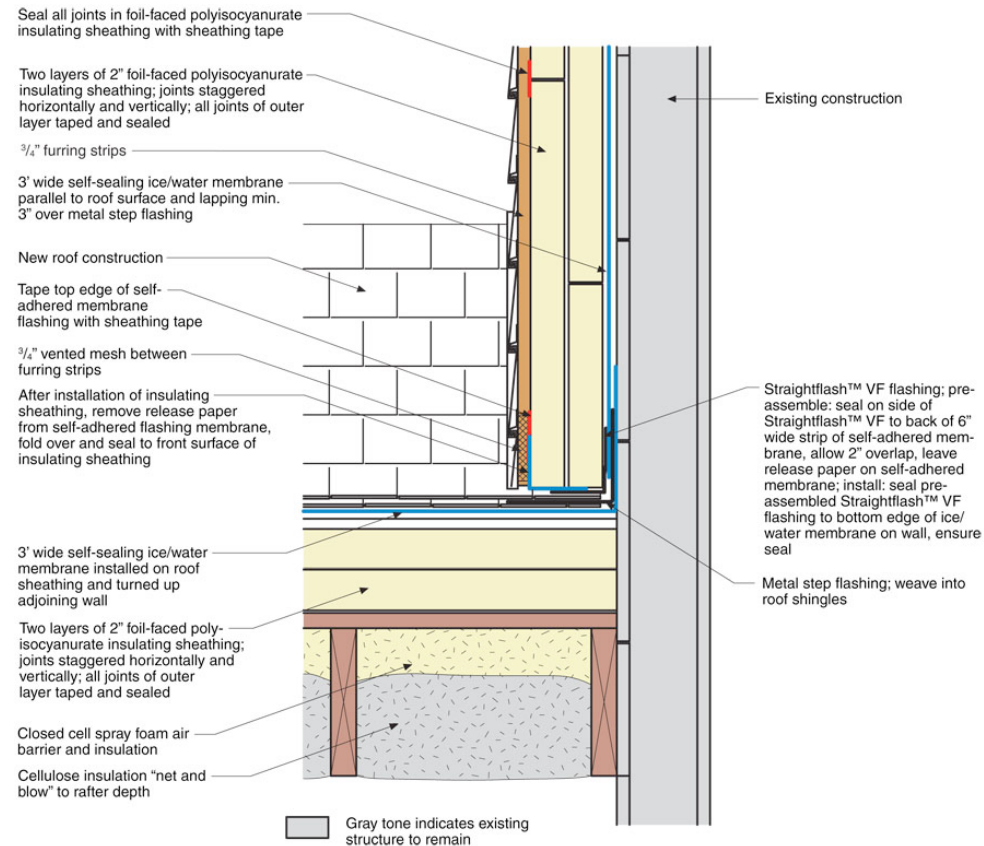 Seal all joints in foil-faced polyisocyanurate
insulating sheathing with sheathing tape
Two layers of 2” foil-faced polyisocyanurate
insulating sheathing; joints staggered
horizontally and vertically; all joints of outer
layer taped and sealed
3/4” furring strips
3’ wide self-sealing ice/water membrane
parallel to roof surface and lapping min.
3” over metal step flashing
New roof construction
Tape top edge of self-
adhered membrane
flashing with sheathing tape
3/4” vented mesh between
furring strips
After installation of insulating
sheathing, remove release paper
from self-adhered flashing membrane,
fold over and seal to front surface of
insulating sheathing
3’ wide self-sealing ice/water
membrane installed on roof
sheathing and turned up
adjoining wall
Two layers of 2” foil-faced poly-
isocyanurate insulating sheathing;
joints staggered horizontally and
vertically; all joints of outer
layer taped and sealed
Closed cell spray foam air
barrier and insulation
Cellulose insulation “net and
blow” to rafter depth
Existing construction
Straightflash™ VF flashing; pre-
assemble: seal on side of
Straightflash™ VF to back of 6”
wide strip of self-adhered mem-
brane, allow 2” overlap, leave
release paper on self-adhered
membrane; install: seal pre-
assembled Straightflash™ VF
flashing to bottom edge of ice/
water membrane on wall, ensure
seal
Metal step flashing; weave into
roof shingles
Gray tone indicates existing
structure to remain